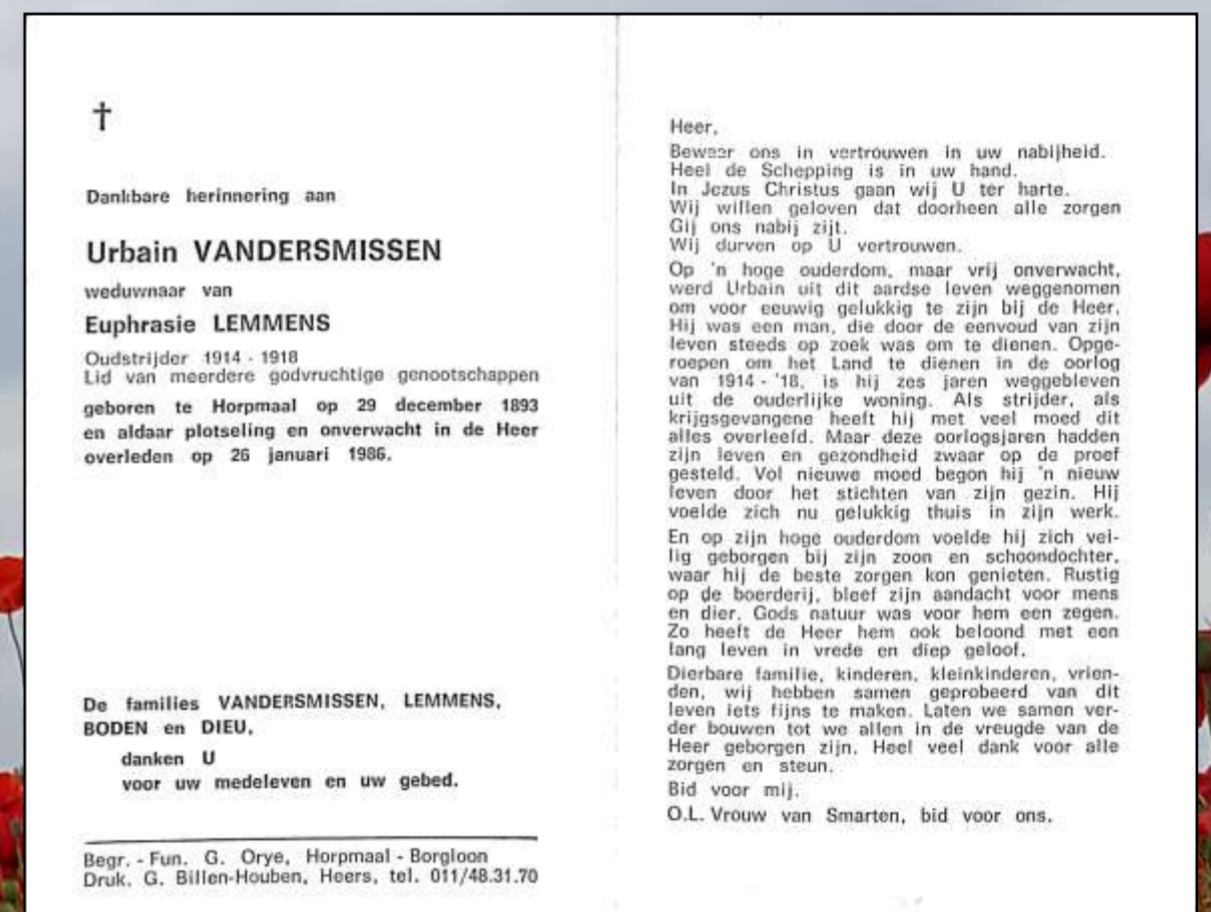 †
Dankbare herinnering aan
Urbain VANDERSMISSEN
weduwnaar van
Euphrasie LEMMENS
Oudstrijder 1914 - 1918
Lid van meerdere godvruchtige genootschappen
geboren te Horpmaal op 29 december 1893
en aldaar plotseling en onverwacht in de Heer
overleden op 26 januari 1986.
De families VANDERSMISSEN, LEMMENS,
BODEN en DIEU,
danken U
voor uw medeleven en uw gebed.
Begr. - Fun. G. Orye, Horpmaal - Borgloon
Druk. G. Billen-Houben, Heers, tel. 011/48.31.70
Heer,
Bewaar ons in vertrouwen in uw nabijheid.
Heel de Schepping is in uw hand.
In Jezus Christus gaan wij U ter harte.
Wij willen geloven dat doorheen alle zorgen
Gij ons nabij zijt.
Wij durven op U vertrouwen.
Op 'n hoge ouderdom, maar vrij onverwacht,
werd Urbain uit dit aardse leven weggenomen
om voor eeuwig gelukkig te zijn bij de Heer.
Hij was een man, die door de eenvoud van zijn
leven steeds op zoek was om te dienen. Opge-
roepen om het Land te dienen in de oorlog
van 1914 - '18, is hij zes jaren weggebleven
uit de ouderlijke woning. Als strijder, als
krijgsgevangene heeft hij met veel moed dit
alles overleefd. Maar deze oorlogsjaren hadden
zijn leven en gezondheid zwaar op de proef
gesteld. Vol nieuwe moed begon hij 'n nieuw
leven door het stichten van zijn gezin. Hij
voelde zich nu gelukkig thuis in zijn werk.
En op zijn hoge ouderdom voelde hij zich vei-
lig geborgen bij zijn zoon en schoondochter,
waar hij de beste zorgen kon genieten. Rustig
op de boerderij, bleef zijn aandacht voor mens
en dier. Gods natuur was voor hem een zegen.
Zo heeft de Heer hem ook beloond met een
lang leven in vrede en diep geloof.
Dierbare familie, kinderen, kleinkinderen, vrien-
den, wij hebben samen geprobeerd van dit
leven iets fijns te maken. Laten we samen ver-
der bouwen tot we allen in de vreugde van de
Heer geborgen zijn. Heel veel dank voor alle
zorgen en steun.
Bid voor mij.
O.L. Vrouw van Smarten, bid voor ons.